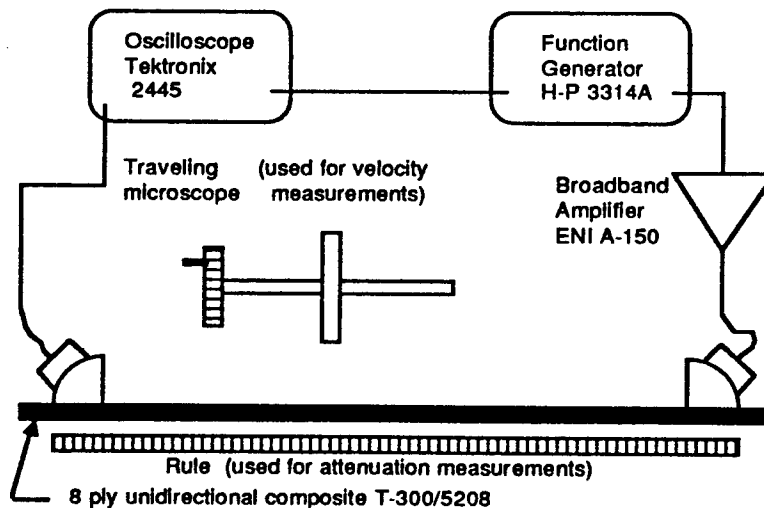 Oscilloscope
Tektronix
2445
Function
Generator
H-P 3314A
Traveling (used for velocity
microscope measurements)
Broadband
Amplifier
ENI A-150
Rule (used for attenuation measurements)
8 ply unidirectional composite T-300/5208